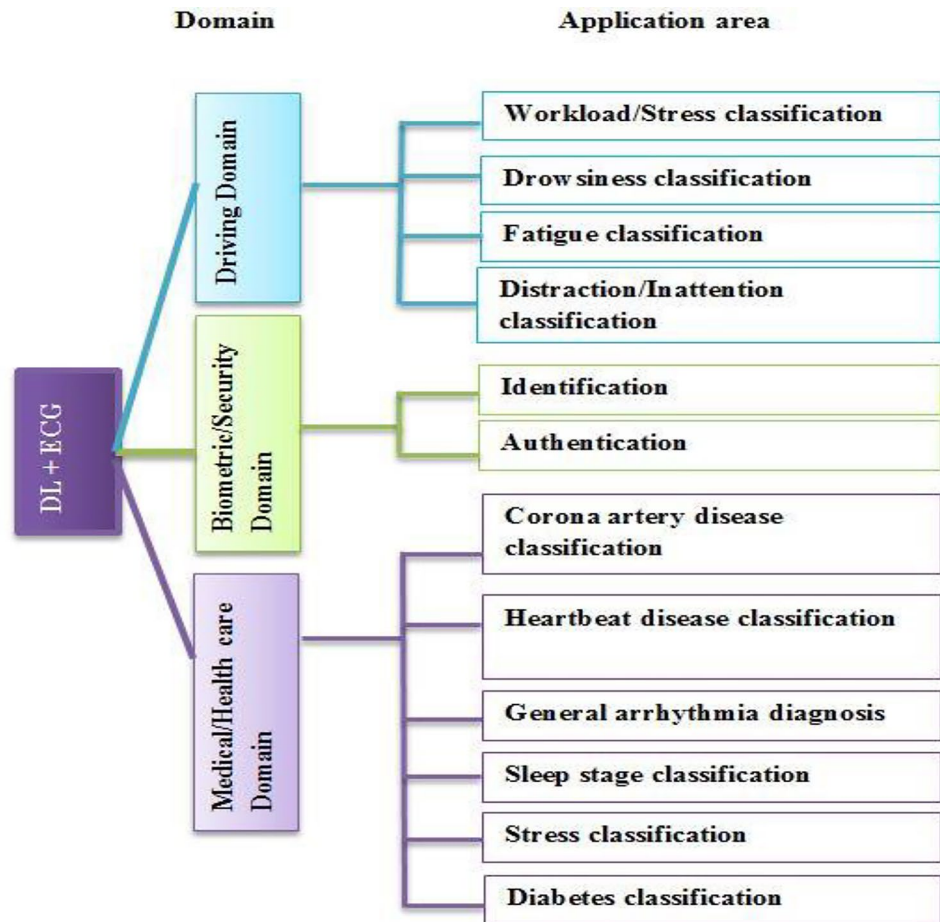 Domain
Application area
DL+ECG
Driving Domain
Workload/Stress classification
Drowsiness classification
Fatigue classification
Distraction/Inattention
classification
Biometric/Security
Domain
Identification
Authentication
Medical/Health care
Domain
Corona artery disease
classification
Heartbeat disease classification
General arrhythmia diagnosis
Sleep stage classification
Stress classification
Diabetes classification